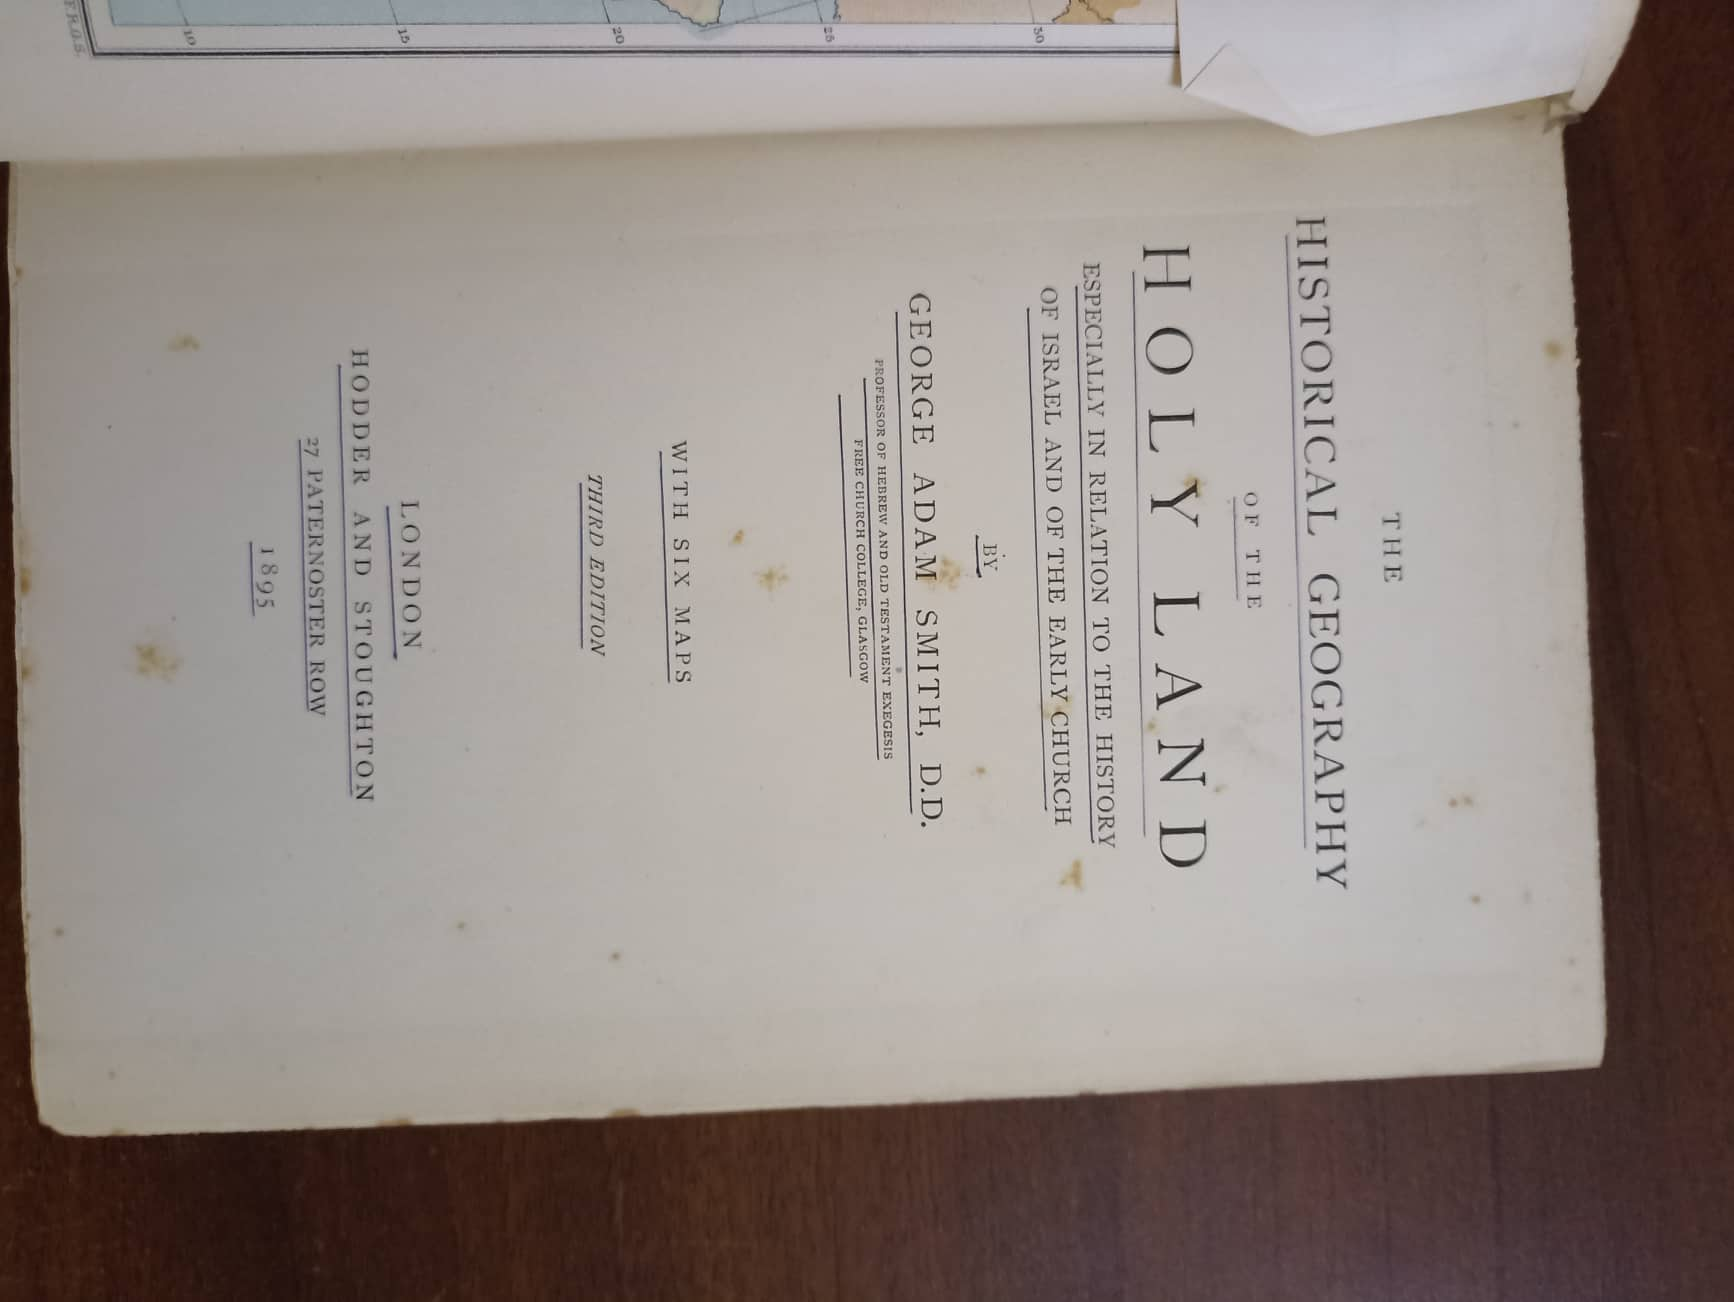 F.R.G.S.
10 15 20 25 30
THE
HISTORICAL GEOGRAPHY
OF THE
HOLY LAND
ESPECIALLY IN RELATION TO THE HISTORY
OF ISRAEL AND OF THE EARLY CHURCH
BY
GEORGE ADAM SMITH, D.D.
PROFESSOR OF HEBREW AND OLD TESTAMENT EXEGESIS
FREE CHURCH COLLEGE, GLASGOW
WITH SIX MAPS
THIRD EDITION
LONDON
HODDER AND STOUGHTON
27 PATERNOSTER ROW
1895